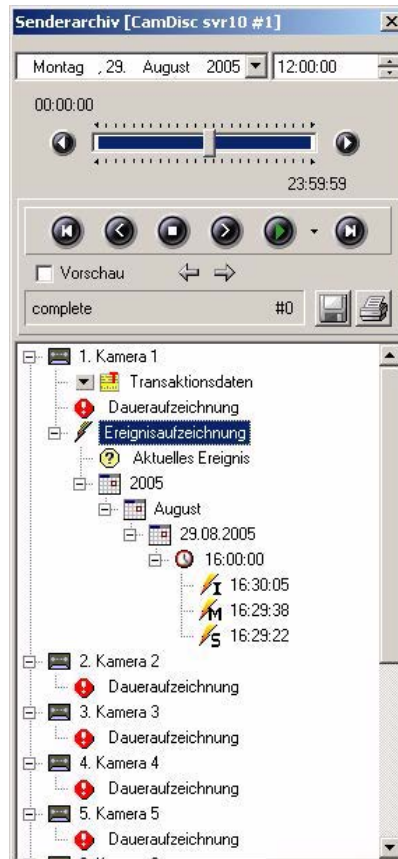 Senderarchiv [CamDisc svr10 #1]
Montag , 29. August 2005 12:00:00
00:00:00
23:59:59
Vorschau
complete #0
1. Kamera 1
Transaktionsdaten
Daueraufzeichnung
Ereignisaufzeichnung
Aktuelles Ereignis
2005
August
29.08.2005
16:00:00
I 16:30:05
M 16:29:38
S 16:29:22
2. Kamera 2
Daueraufzeichnung
3. Kamera 3
Daueraufzeichnung
4. Kamera 4
Daueraufzeichnung
5. Kamera 5
Daueraufzeichnung